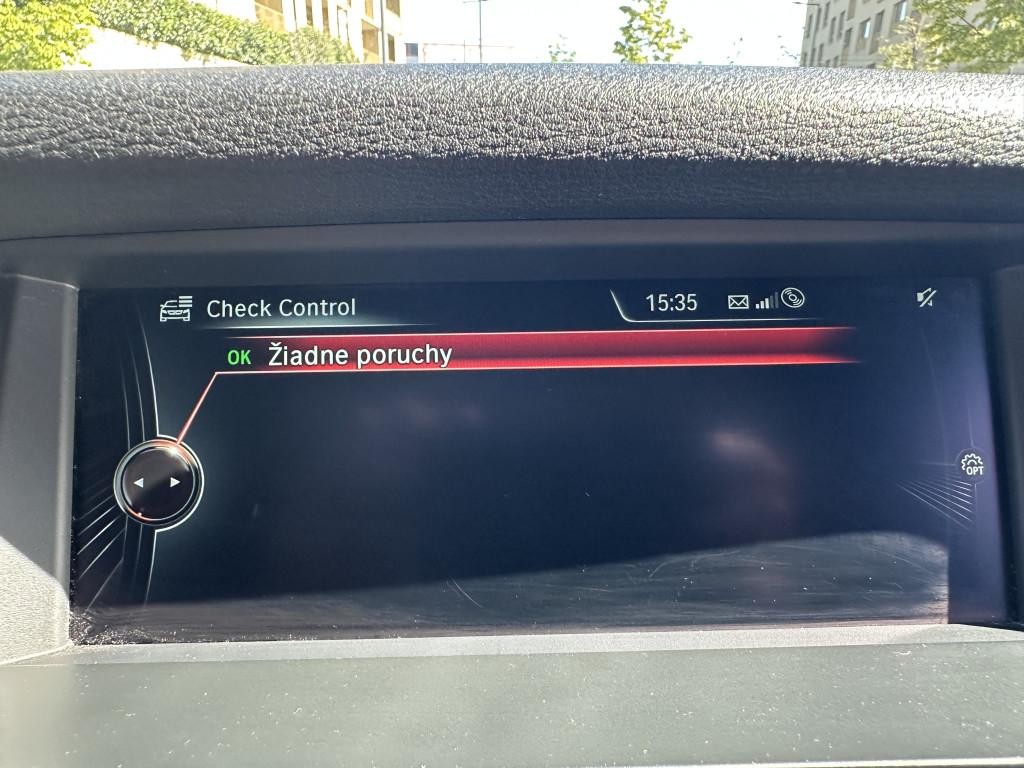 Check Control
15:35
OK Žiadne poruchy
OPT